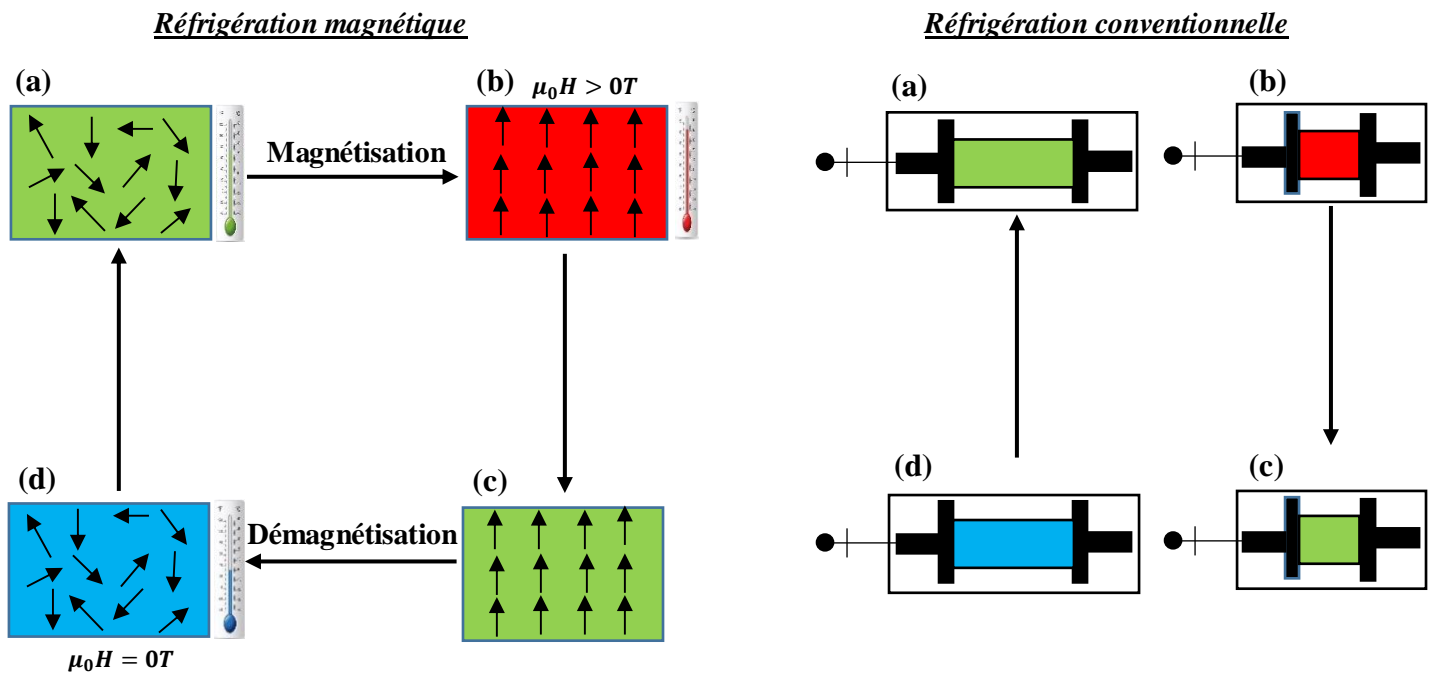 Réfrigération magnétique
Réfrigération conventionnelle
(a)
(b)
μ₀H > 0T
Magnétisation
(d)
(c)
Démagnétisation
μ₀H = 0T
(a)
(b)
(d)
(c)